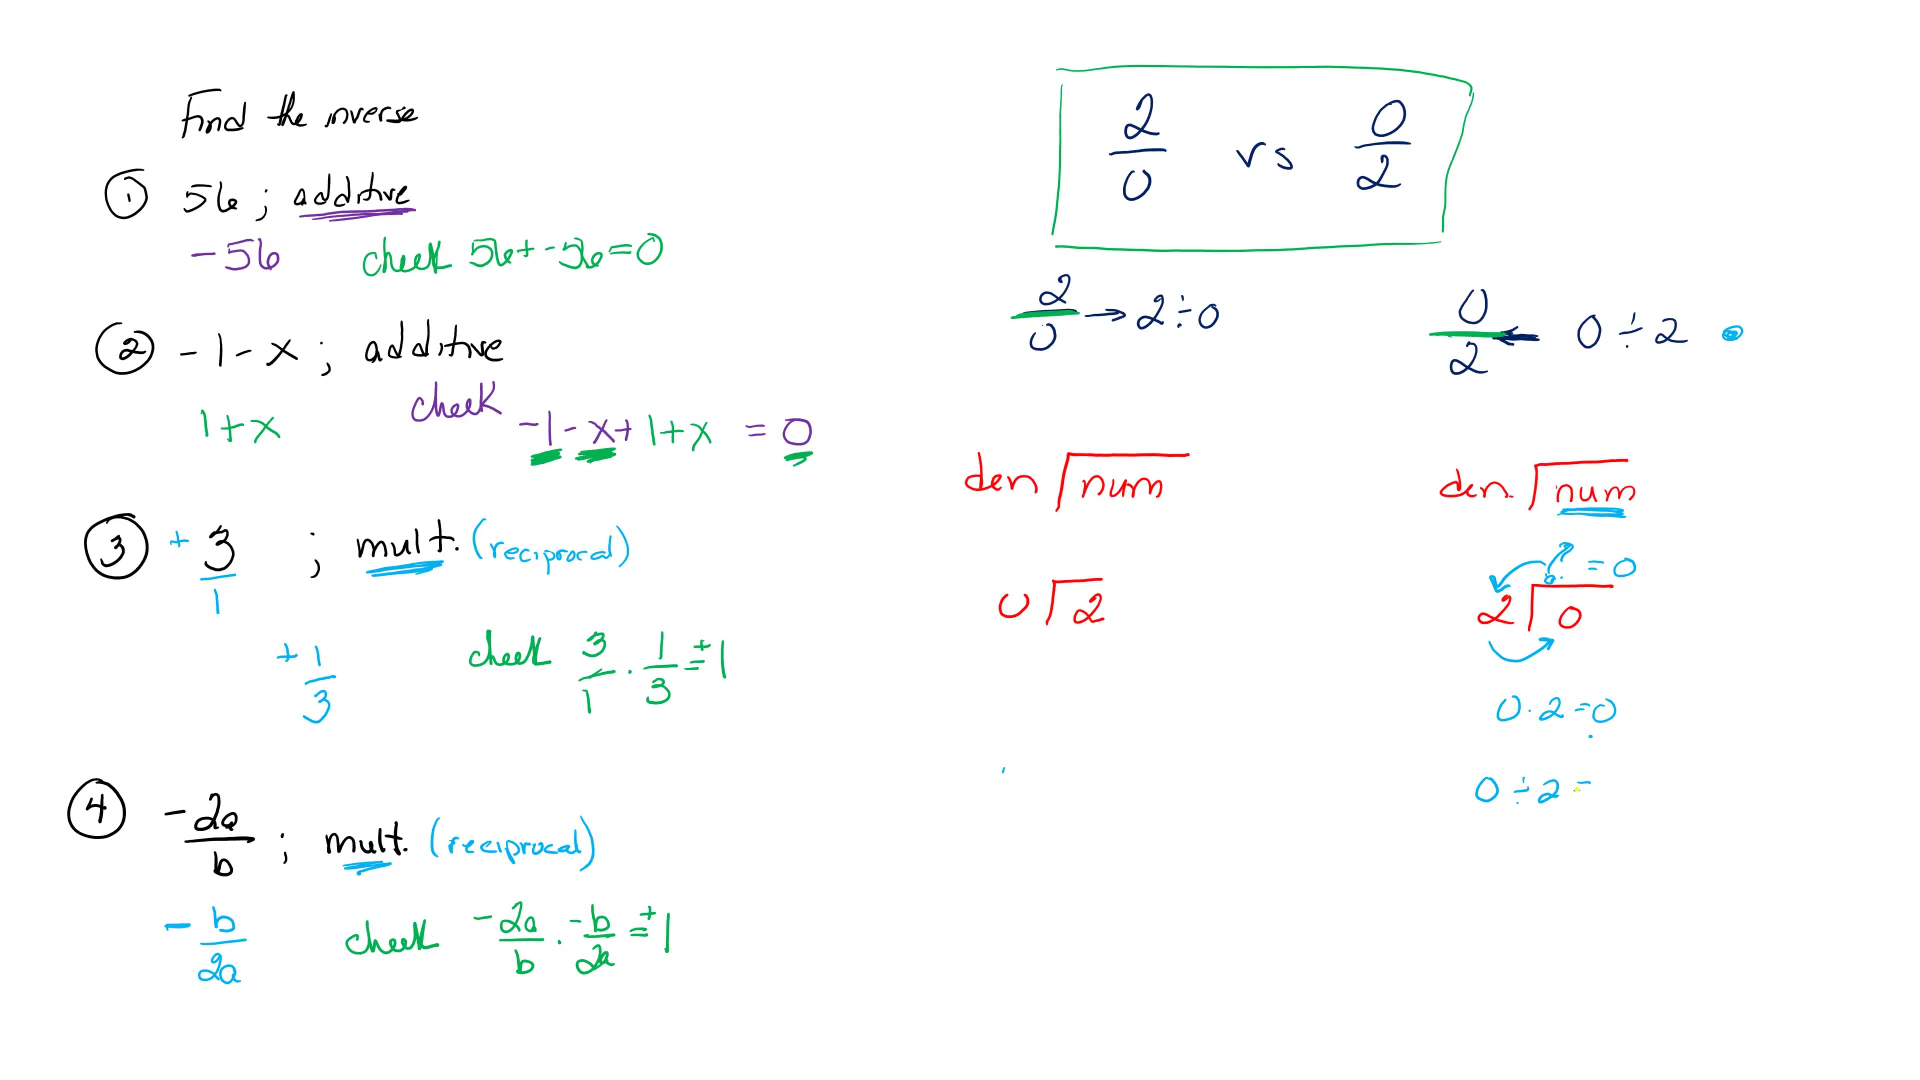 Find the inverse
① 56 ; additive
-56 check 56+-56=0
② -1-x ; additive
check
1+x -1-x+1+x = 0
③ + 3/1 ; mult. (reciprocal)
+ 1/3 check 3/1 · 1/3 = +1
④ - 2a/b ; mult. (reciprocal)
- b/2a check - 2a/b · - b/2a = +1
2/0 vs 0/2
2/0 → 2÷0
den ⟌ num
0 ⟌ 2
0/2 ← 0÷2
den. ⟌ num
? = 0
2 ⟌ 0
0·2=0
0÷2=